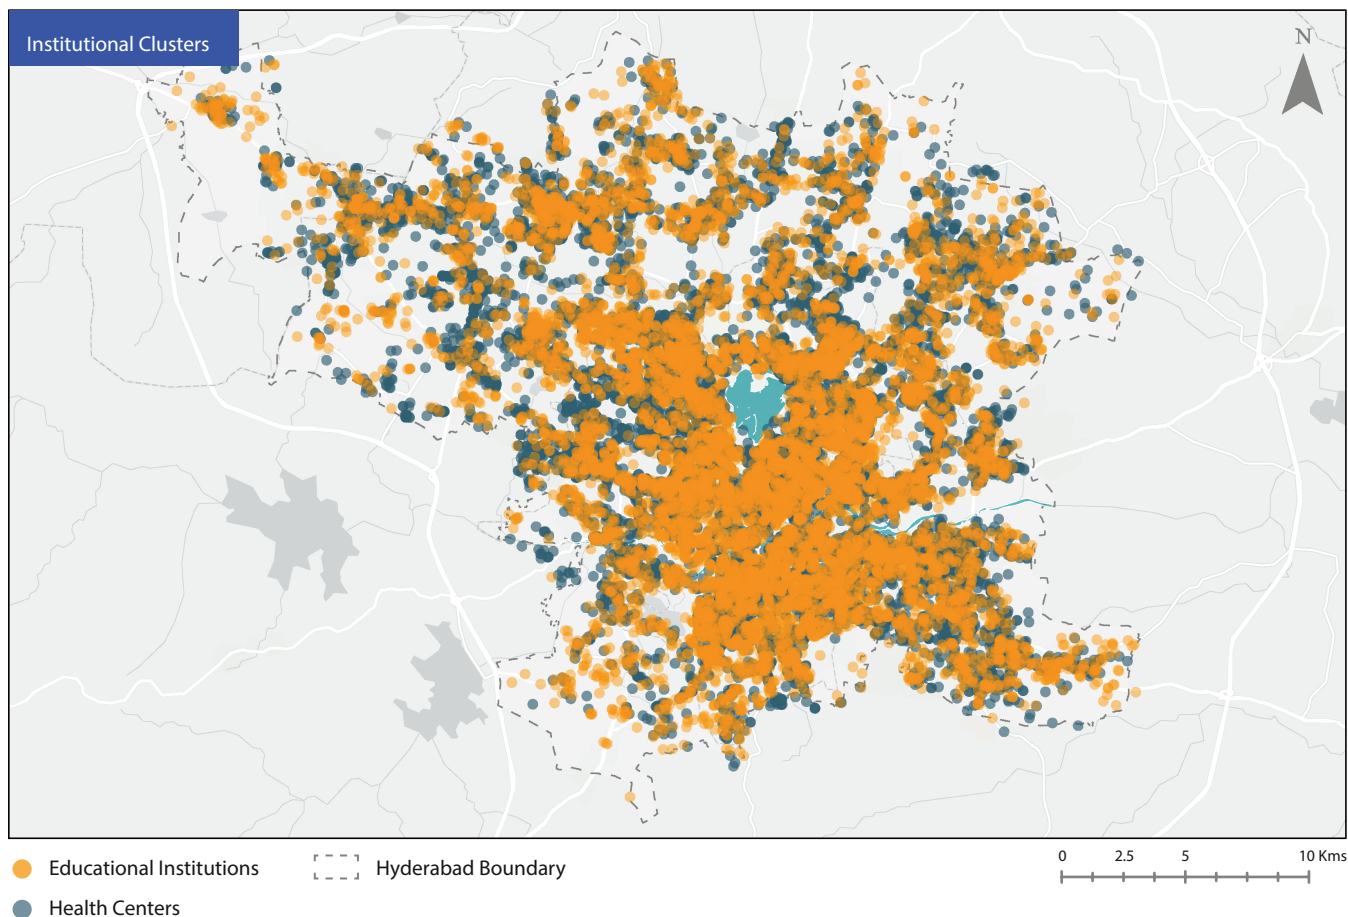 Institutional Clusters
N
Educational Institutions
Hyderabad Boundary
Health Centers
0 2.5 5 10 Kms